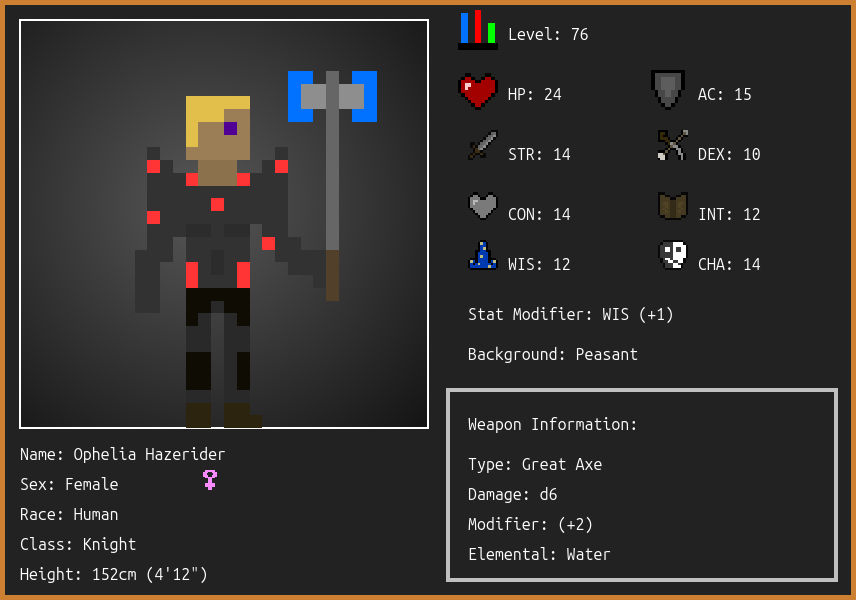 Level: 76
HP: 24
AC: 15
STR: 14
DEX: 10
CON: 14
INT: 12
WIS: 12
CHA: 14
Stat Modifier: WIS (+1)
Background: Peasant
Name: Ophelia Hazerider
Sex: Female
Race: Human
Class: Knight
Height: 152cm (4'12")
Weapon Information:
Type: Great Axe
Damage: d6
Modifier: (+2)
Elemental: Water